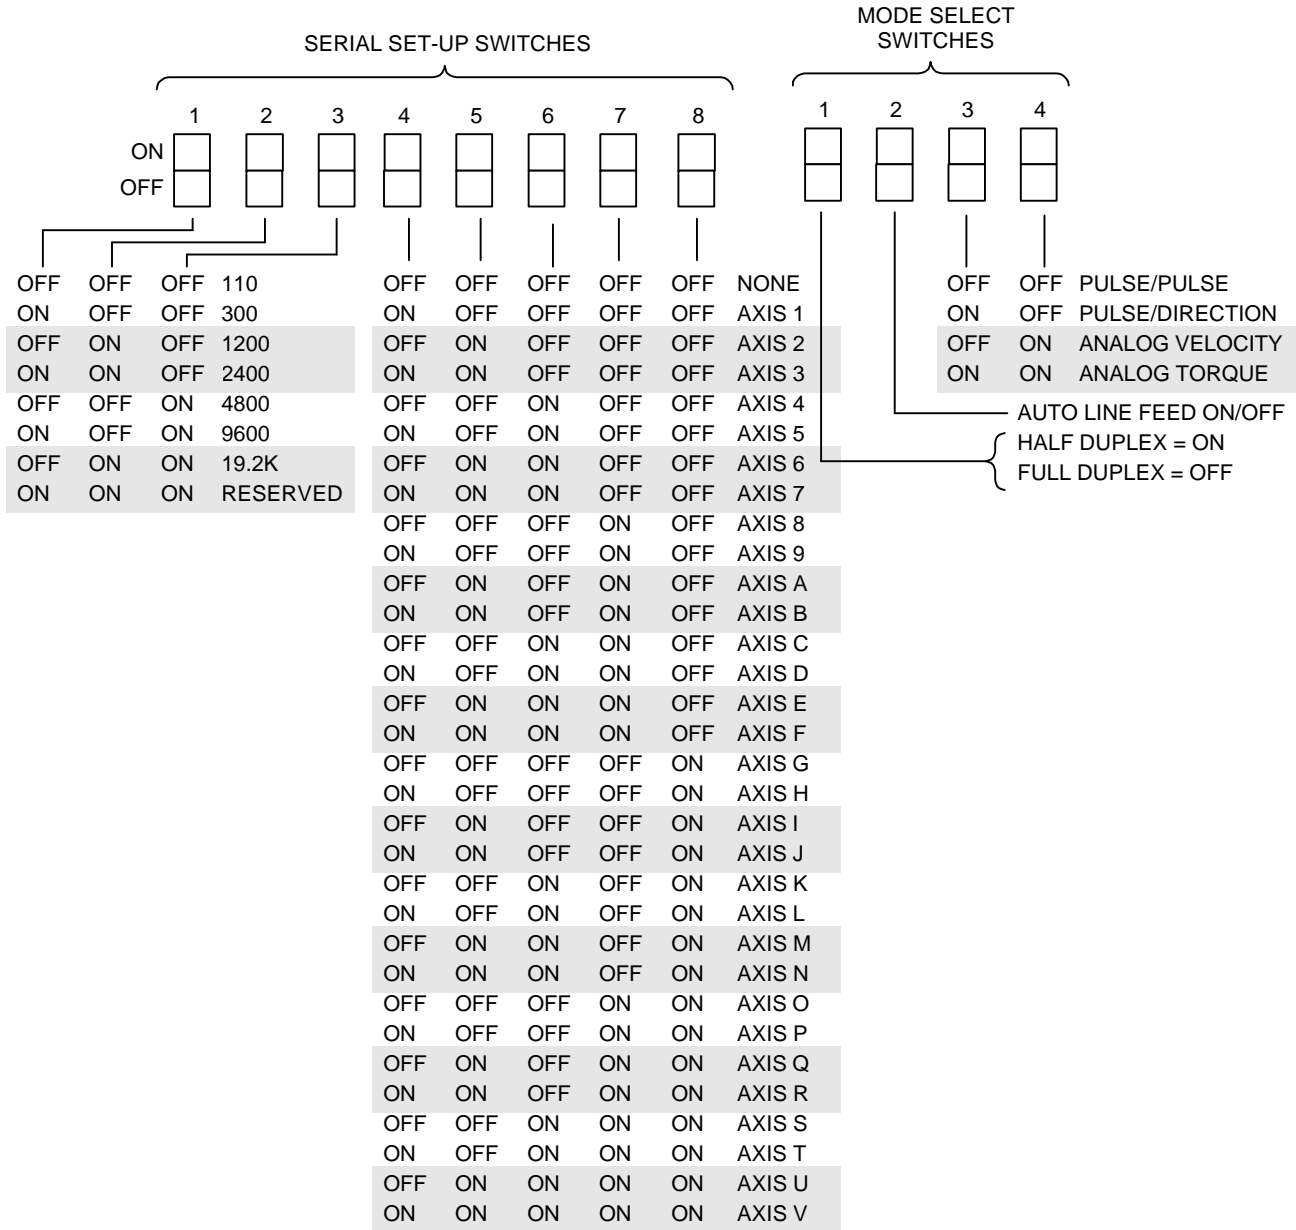 MODE SELECT
SWITCHES
SERIAL SET-UP SWITCHES
1 2 3 4 5 6 7 8 1 2 3 4
ON
OFF
OFF OFF OFF 110 OFF OFF OFF OFF OFF NONE OFF OFF PULSE/PULSE
ON OFF OFF 300 ON OFF OFF OFF OFF AXIS 1 ON OFF PULSE/DIRECTION
OFF ON OFF 1200 OFF ON OFF OFF OFF AXIS 2 OFF ON ANALOG VELOCITY
ON ON OFF 2400 ON ON OFF OFF OFF AXIS 3 ON ON ANALOG TORQUE
OFF OFF ON 4800 OFF OFF ON OFF OFF AXIS 4 AUTO LINE FEED ON/OFF
ON OFF ON 9600 ON OFF ON OFF OFF AXIS 5 HALF DUPLEX = ON
OFF ON ON 19.2K OFF ON ON OFF OFF AXIS 6 FULL DUPLEX = OFF
ON ON ON RESERVED ON ON ON OFF OFF AXIS 7
OFF OFF OFF ON OFF AXIS 8
ON OFF OFF ON OFF AXIS 9
OFF ON OFF ON OFF AXIS A
ON ON OFF ON OFF AXIS B
OFF OFF ON ON OFF AXIS C
ON OFF ON ON OFF AXIS D
OFF ON ON ON OFF AXIS E
ON ON ON ON OFF AXIS F
OFF OFF OFF OFF ON AXIS G
ON OFF OFF OFF ON AXIS H
OFF ON OFF OFF ON AXIS I
ON ON OFF OFF ON AXIS J
OFF OFF ON OFF ON AXIS K
ON OFF ON OFF ON AXIS L
OFF ON ON OFF ON AXIS M
ON ON ON OFF ON AXIS N
OFF OFF OFF ON ON AXIS O
ON OFF OFF ON ON AXIS P
OFF ON OFF ON ON AXIS Q
ON ON OFF ON ON AXIS R
OFF OFF ON ON ON AXIS S
ON OFF ON ON ON AXIS T
OFF ON ON ON ON AXIS U
ON ON ON ON ON AXIS V